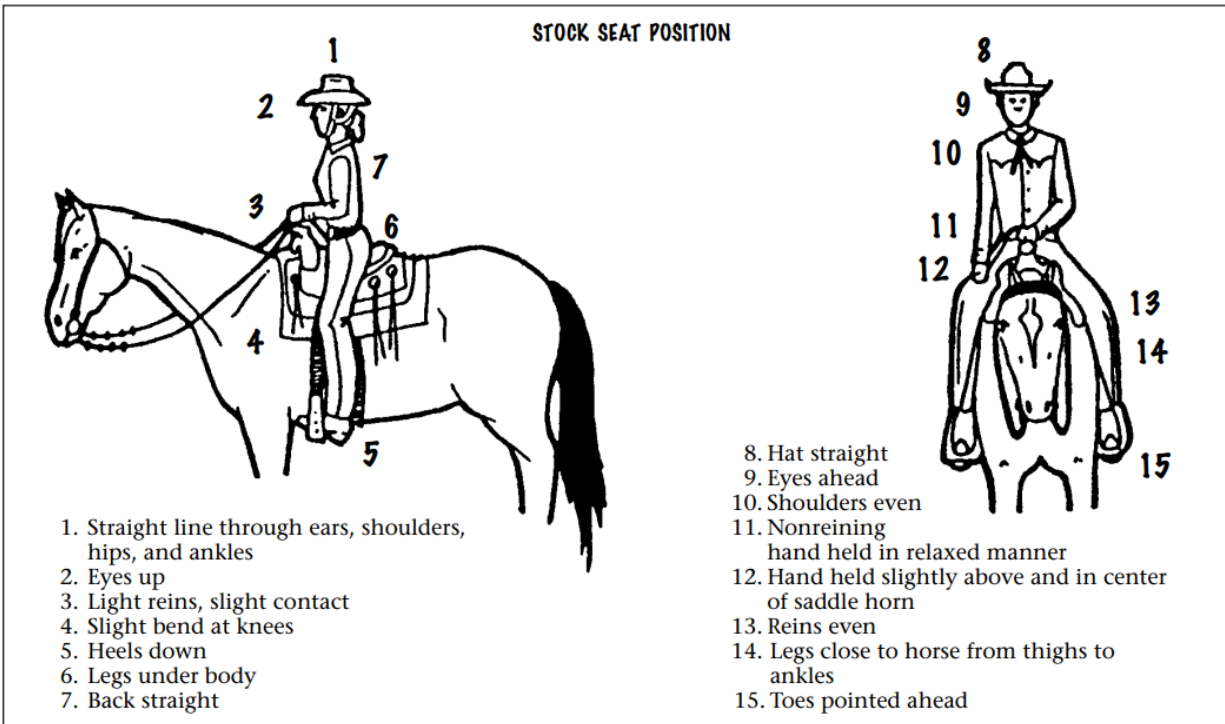 STOCK SEAT POSITION
1
2
7
3
6
4
5
1. Straight line through ears, shoulders,
hips, and ankles
2. Eyes up
3. Light reins, slight contact
4. Slight bend at knees
5. Heels down
6. Legs under body
7. Back straight
8
9
10
11
12
13
14
15
8. Hat straight
9. Eyes ahead
10. Shoulders even
11. Nonreining
hand held in relaxed manner
12. Hand held slightly above and in center
of saddle horn
13. Reins even
14. Legs close to horse from thighs to
ankles
15. Toes pointed ahead